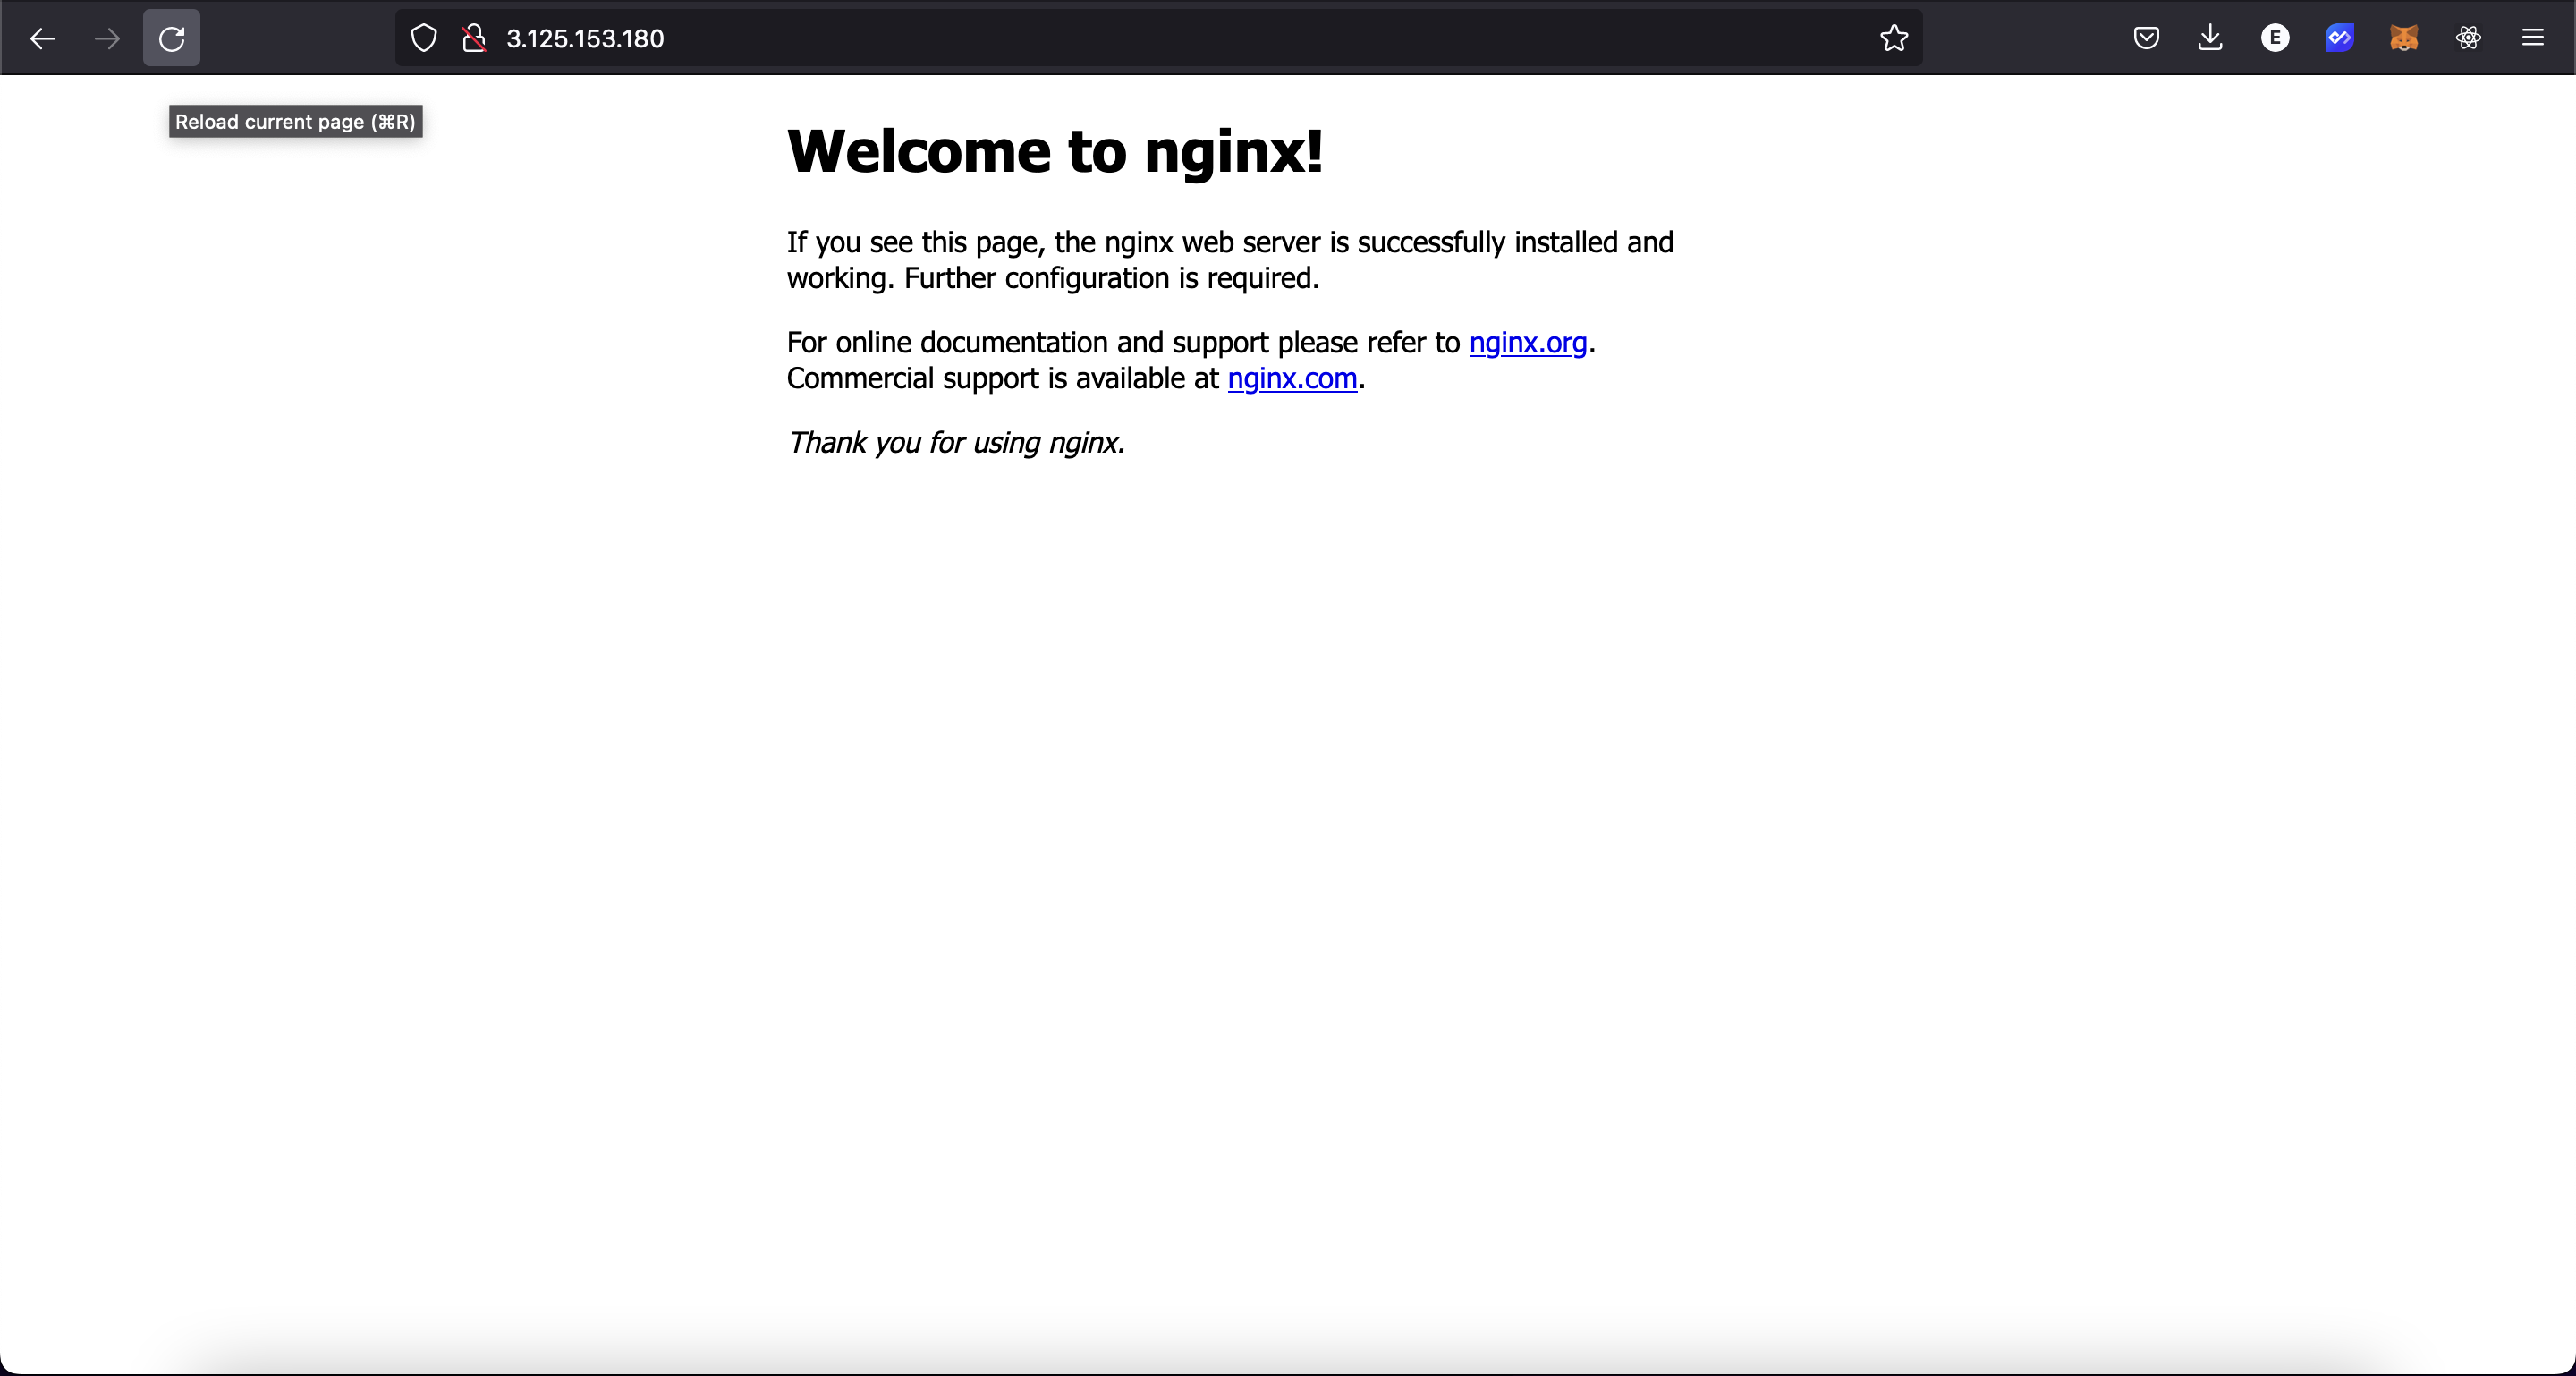 3.125.153.180
E
Reload current page (⌘R)
Welcome to nginx!
If you see this page, the nginx web server is successfully installed and
working. Further configuration is required.
For online documentation and support please refer to nginx.org.
Commercial support is available at nginx.com.
Thank you for using nginx.